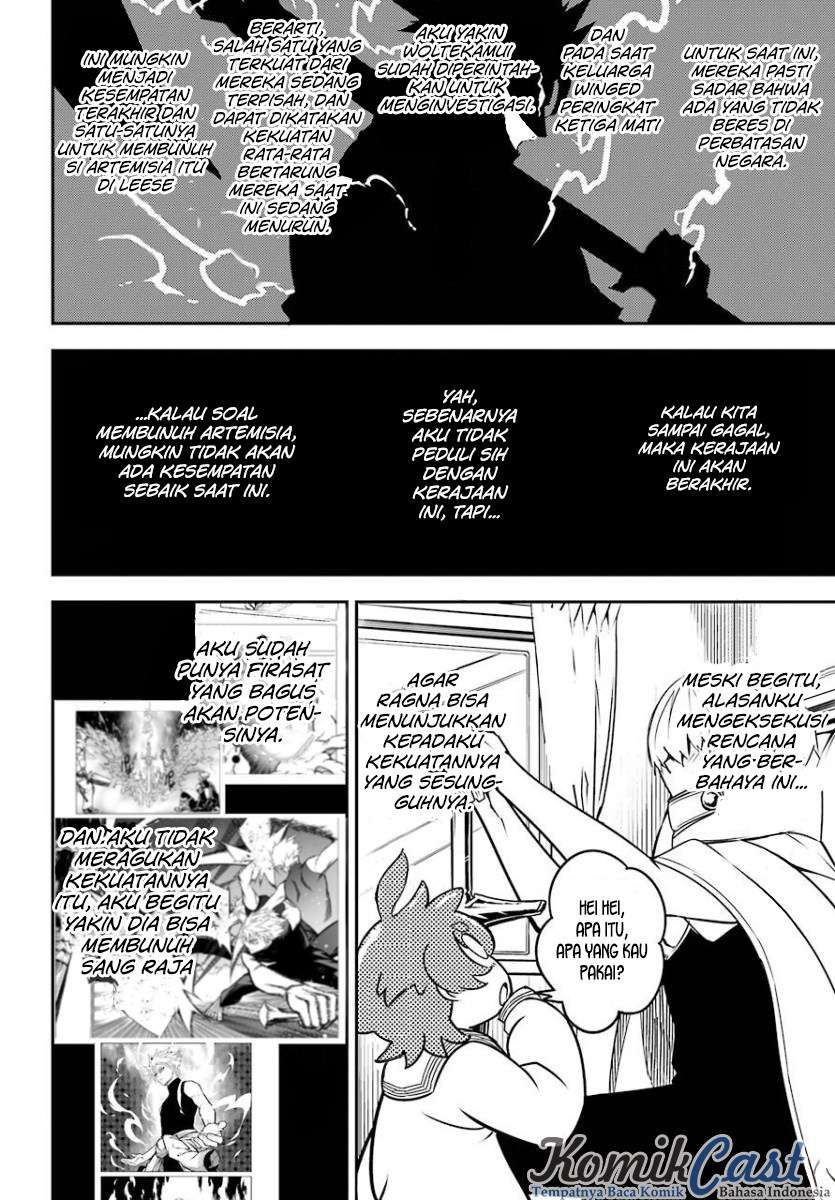 UNTUK SAAT INI,
MEREKA PASTI
SADAR BAHWA
ADA YANG TIDAK
BERES DI
PERBATASAN
NEGARA.
DAN
PADA SAAT
KELUARGA
WINGED
PERINGKAT
KETIGA MATI
AKU YAKIN
WOLTEKAMUI
SUDAH DIPERINTAH-
KAN UNTUK
MENGINVESTIGASI.
BERARTI,
SALAH SATU YANG
TERKUAT DARI
MEREKA SEDANG
TERPISAH, DAN
DAPAT DIKATAKAN
KEKUATAN
RATA-RATA
BERTARUNG
MEREKA SAAT
INI SEDANG
MENURUN.
INI MUNGKIN
MENJADI
KESEMPATAN
TERAKHIR DAN
SATU-SATUNYA
UNTUK MEMBUNUH
SI ARTEMISIA ITU
DI LEESE
KALAU KITA
SAMPAI GAGAL,
MAKA KERAJAAN
INI AKAN
BERAKHIR.
YAH,
SEBENARNYA
AKU TIDAK
PEDULI SIH
DENGAN
KERAJAAN
INI, TAPI...
...KALAU SOAL
MEMBUNUH ARTEMISIA,
MUNGKIN TIDAK AKAN
ADA KESEMPATAN
SEBAIK SAAT INI.
MESKI BEGITU,
ALASANKU
MENGEKSEKUSI
RENCANA
YANG BER-
BAHAYA INI...
AGAR
RAGNA BISA
MENUNJUKKAN
KEPADAKU
KEKUATANNYA
YANG SESUNG-
GUHNYA.
HEI HEI,
APA ITU,
APA YANG KAU
PAKAI?
AKU SUDAH
PUNYA FIRASAT
YANG BAGUS
AKAN POTEN-
SINYA.
DAN AKU TIDAK
MERAGUKAN
KEKUATANNYA
ITU, AKU BEGITU
YAKIN DIA BISA
MEMBUNUH
SANG RAJA
KomikCast
Tempatnya Baca Komik Bahasa Indonesia